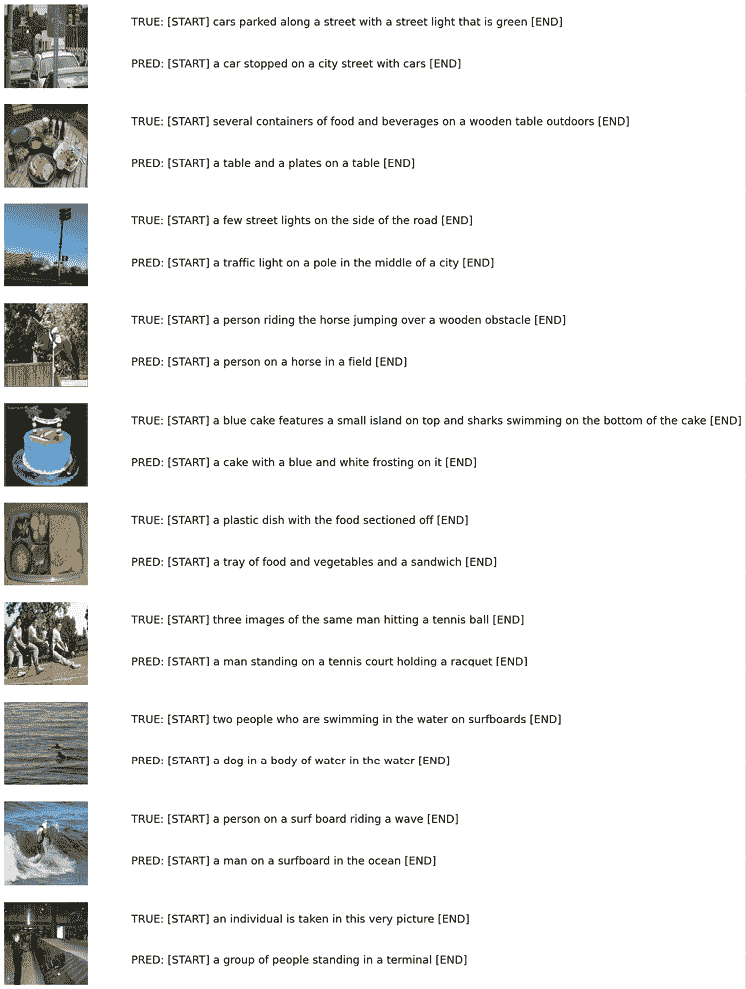 TRUE: [START] cars parked along a street with a street light that is green [END]
PRED: [START] a car stopped on a city street with cars [END]
TRUE: [START] several containers of food and beverages on a wooden table outdoors [END]
PRED: [START] a table and a plates on a table [END]
TRUE: [START] a few street lights on the side of the road [END]
PRED: [START] a traffic light on a pole in the middle of a city [END]
TRUE: [START] a person riding the horse jumping over a wooden obstacle [END]
PRED: [START] a person on a horse in a field [END]
TRUE: [START] a blue cake features a small island on top and sharks swimming on the bottom of the cake [END]
PRED: [START] a cake with a blue and white frosting on it [END]
TRUE: [START] a plastic dish with the food sectioned off [END]
PRED: [START] a tray of food and vegetables and a sandwich [END]
TRUE: [START] three images of the same man hitting a tennis ball [END]
PRED: [START] a man standing on a tennis court holding a racquet [END]
TRUE: [START] two people who are swimming in the water on surfboards [END]
PRED: [START] a dog in a body of water in the water [END]
TRUE: [START] a person on a surf board riding a wave [END]
PRED: [START] a man on a surfboard in the ocean [END]
TRUE: [START] an individual is taken in this very picture [END]
PRED: [START] a group of people standing in a terminal [END]